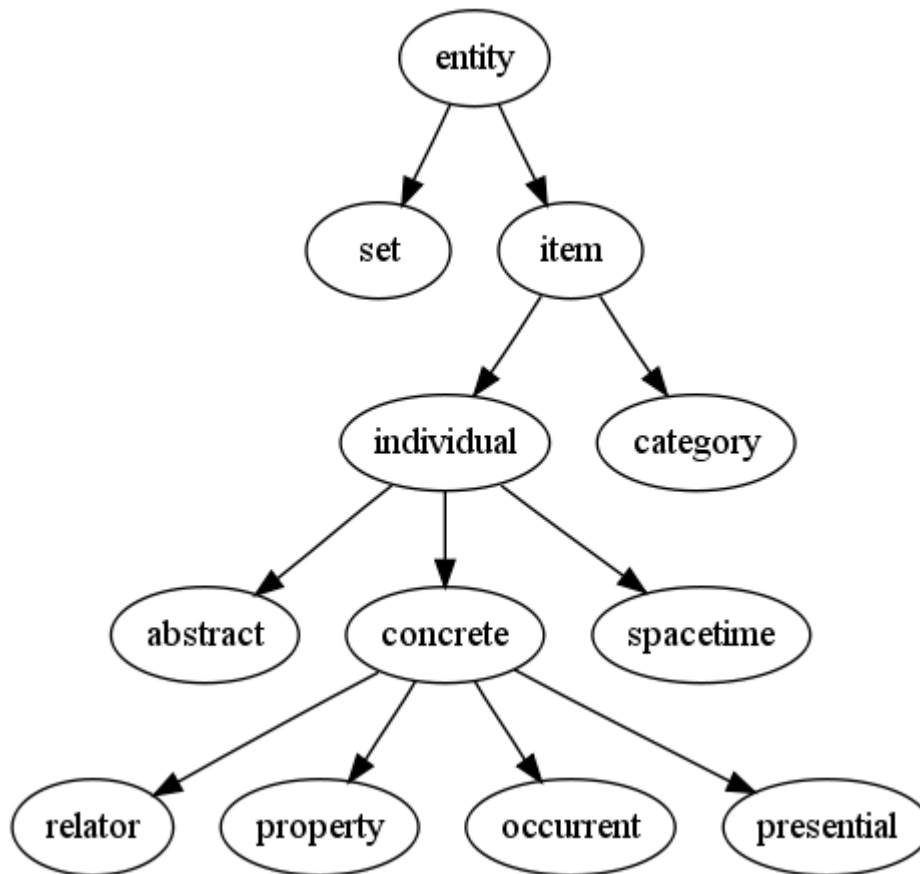 entity
set
item
individual
category
abstract
concrete
spacetime
relator
property
occurrent
presential